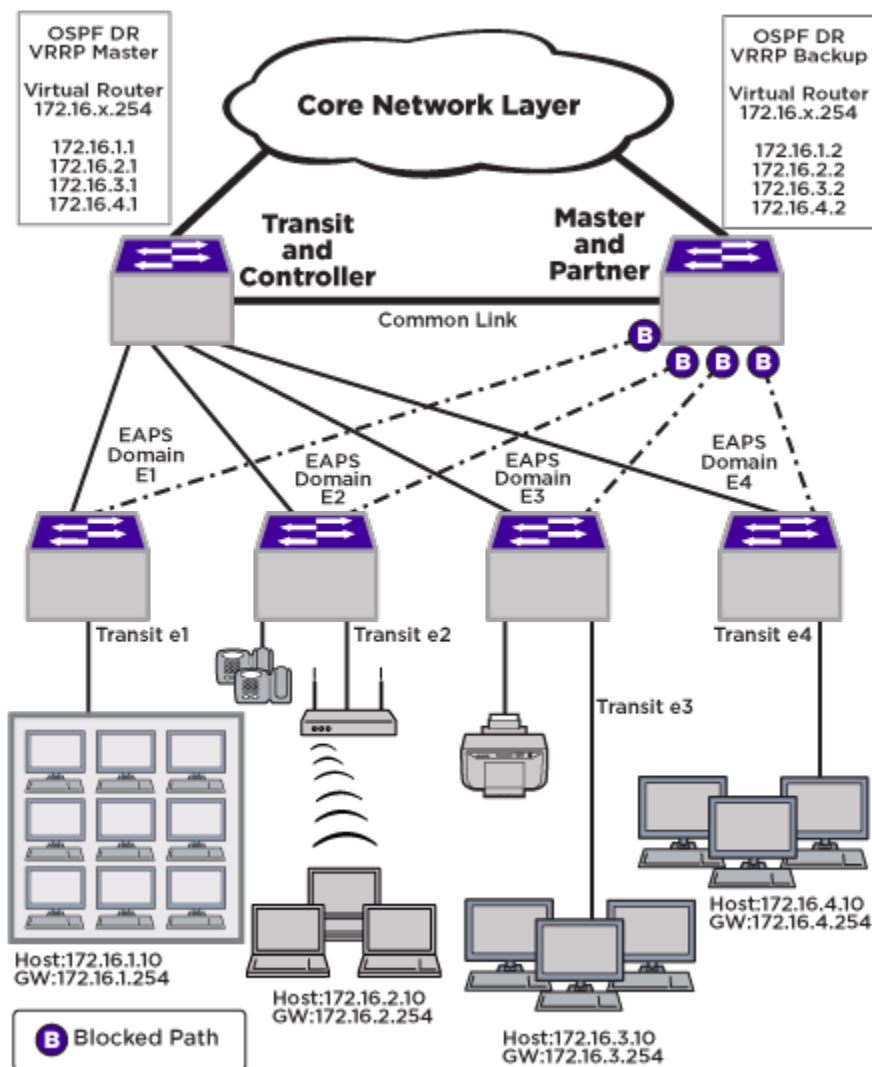 OSPF DR
VRRP Master
Virtual Router
172.16.x.254
172.16.1.1
172.16.2.1
172.16.3.1
172.16.4.1
Core Network Layer
OSPF DR
VRRP Backup
Virtual Router
172.16.x.254
172.16.1.2
172.16.2.2
172.16.3.2
172.16.4.2
Transit
and
Controller
Master
and
Partner
Common Link
B
B
B
B
EAPS
Domain
E1
EAPS
Domain
E2
EAPS
Domain
E3
EAPS
Domain
E4
Transit e1
Transit e2
Transit e3
Transit e4
Host:172.16.1.10
GW:172.16.1.254
Host:172.16.2.10
GW:172.16.2.254
Host:172.16.3.10
GW:172.16.3.254
Host:172.16.4.10
GW:172.16.4.254
B Blocked Path